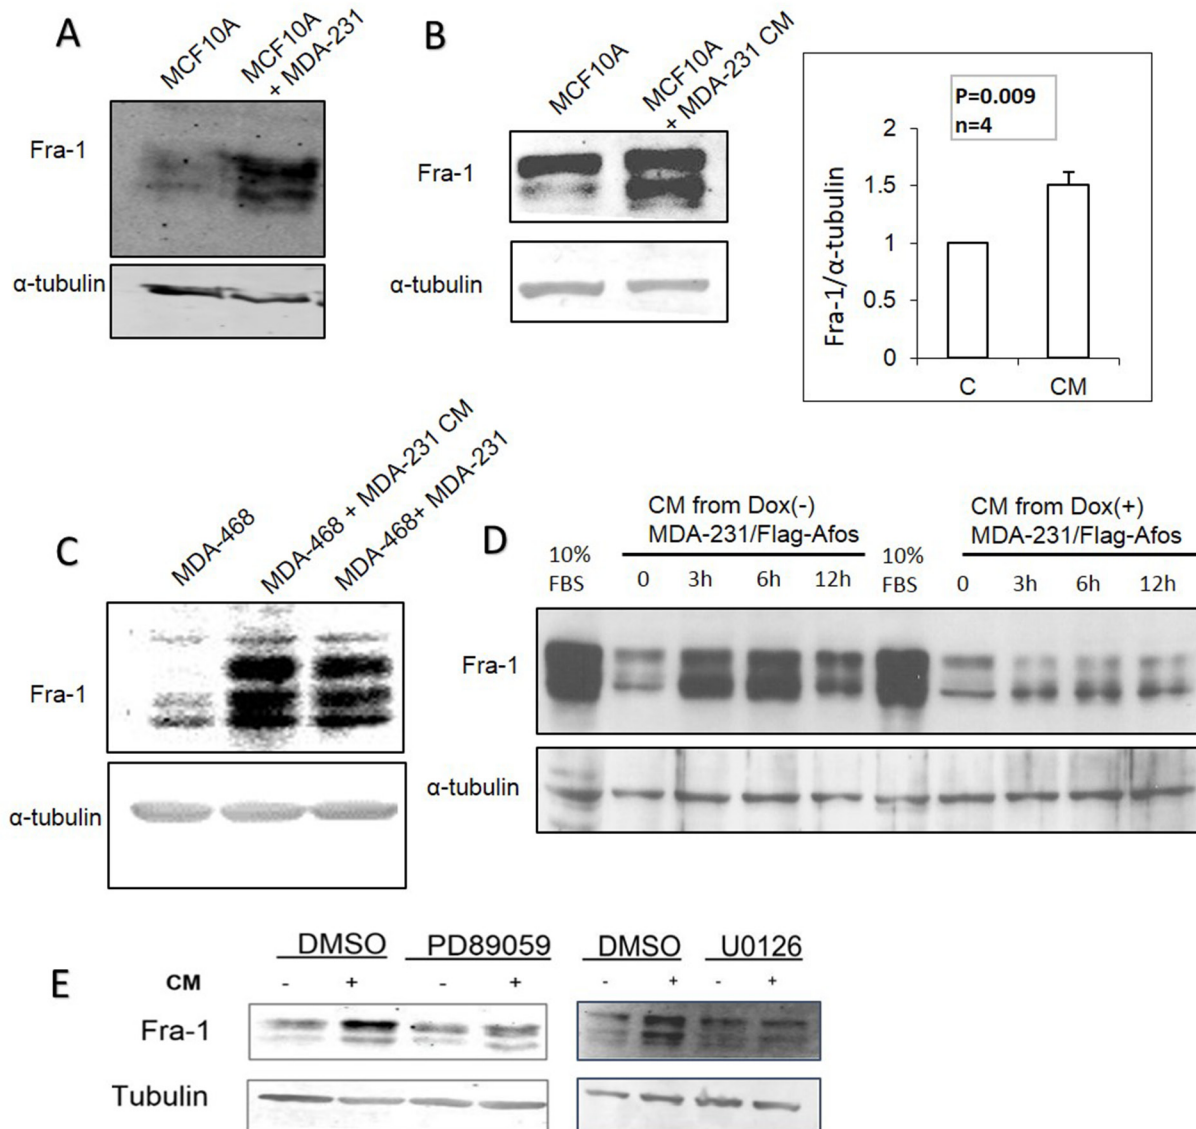 A
MCF10A
MCF10A
+ MDA-231
Fra-1
α-tubulin
B
MCF10A
MCF10A
+ MDA-231 CM
Fra-1
α-tubulin
P=0.009
n=4
Fra-1/α-tubulin
2
1.5
1
0.5
0
C
CM
C
MDA-468
MDA-468 + MDA-231 CM
MDA-468+ MDA-231
Fra-1
α-tubulin
D
CM from Dox(-)
MDA-231/Flag-Afos
CM from Dox(+)
MDA-231/Flag-Afos
10%
FBS
0
3h
6h
12h
10%
FBS
0
3h
6h
12h
Fra-1
α-tubulin
E
DMSO
PD89059
DMSO
U0126
CM
-
+
-
+
-
+
-
+
Fra-1
Tubulin